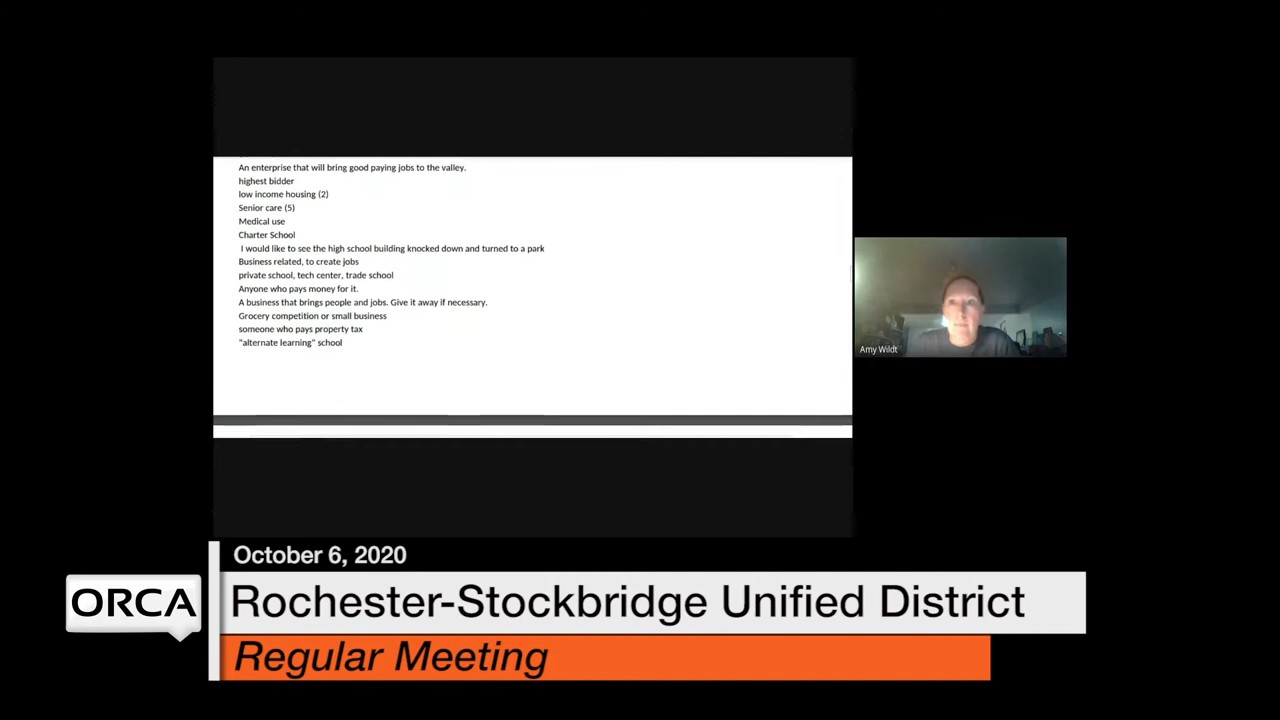 An enterprise that will bring good paying jobs to the valley.
highest bidder
low income housing (2)
Senior care (5)
Medical use
Charter School
I would like to see the high school building knocked down and turned to a park
Business related, to create jobs
private school, tech center, trade school
Anyone who pays money for it.
A business that brings people and jobs. Give it away if necessary.
Grocery competition or small business
someone who pays property tax
"alternate learning" school
Amy Wildt
October 6, 2020
ORCA
Rochester-Stockbridge Unified District
Regular Meeting